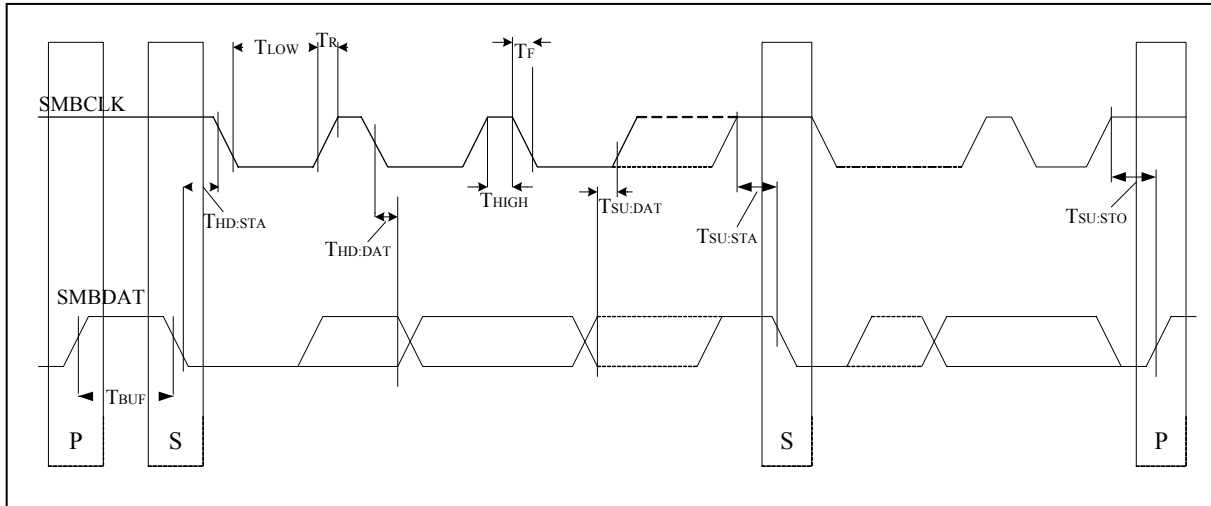 TLOW
TR
TF
SMBCLK
THD:STA
THD:DAT
THIGH
TSU:DAT
TSU:STA
TSU:STO
SMBDAT
TBUF
P
S
S
P